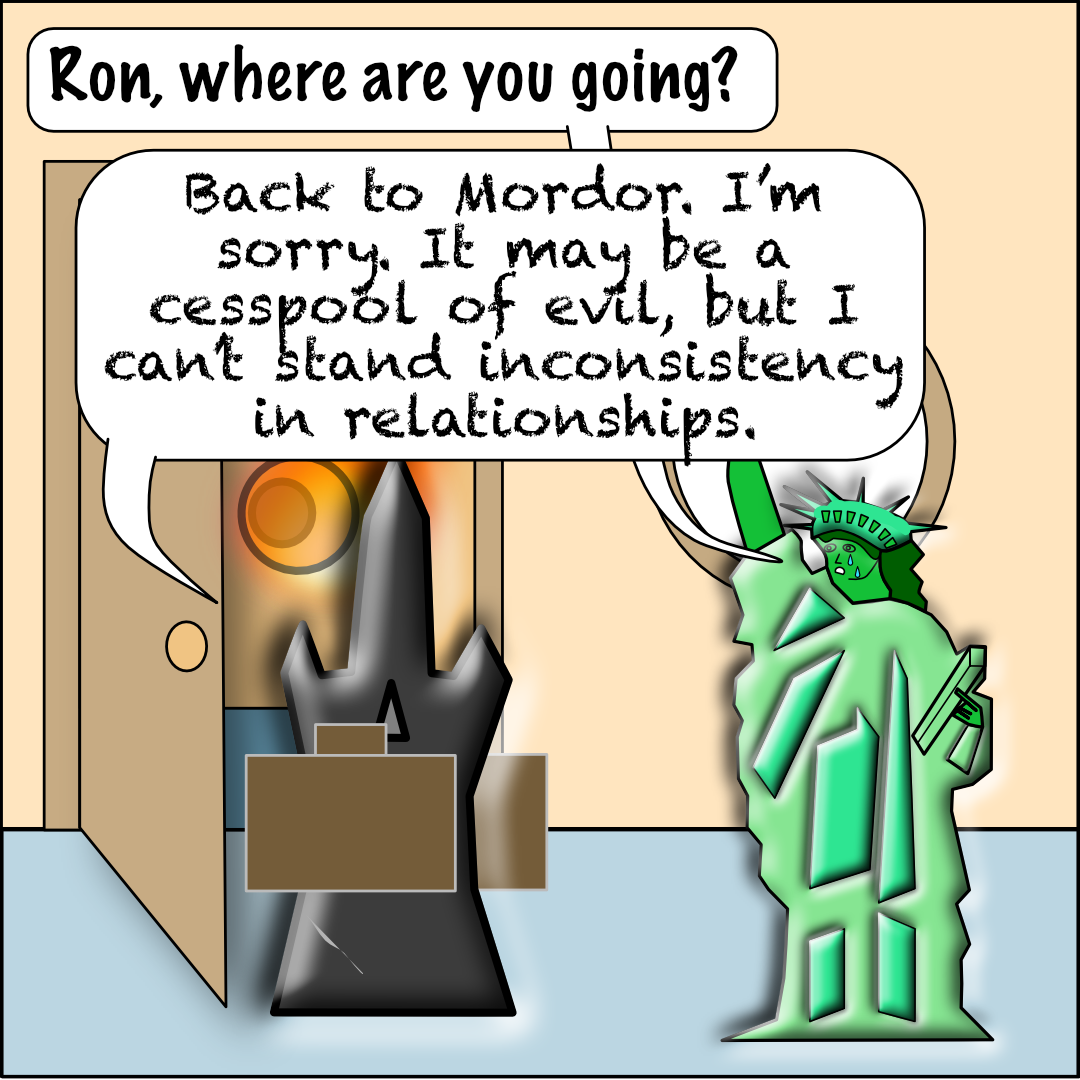 Ron, where are you going?
Back to Mordor. I'm
sorry. It may be a
cesspool of evil, but I
can't stand inconsistency
in relationships.